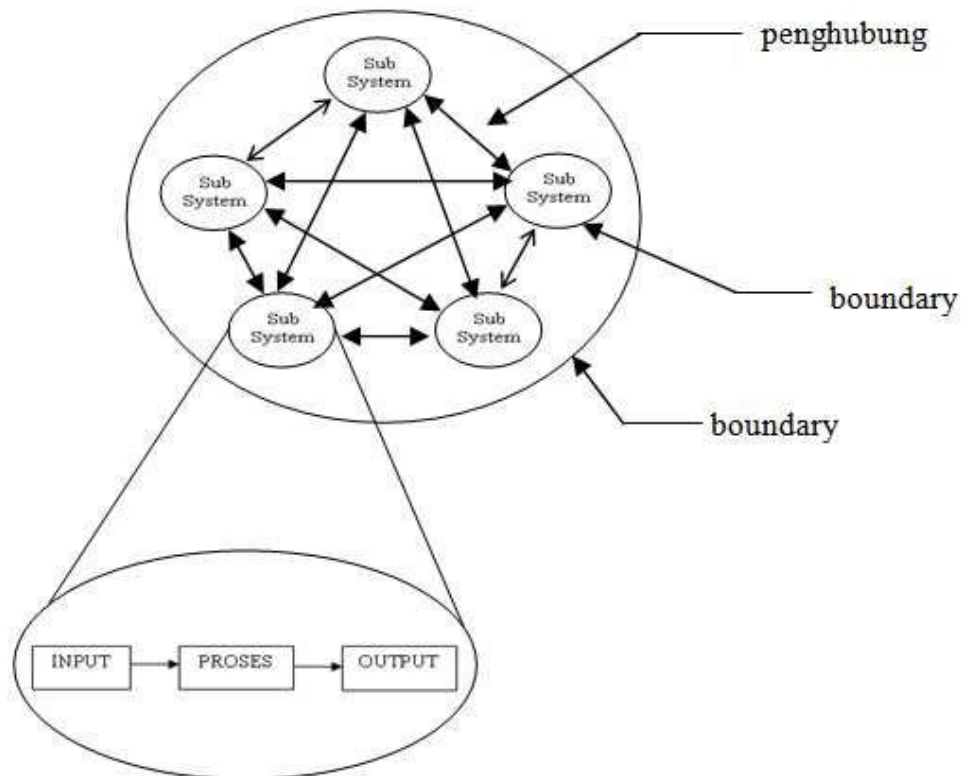 penghubung
Sub
System
Sub
System
Sub
System
boundary
Sub
System
Sub
System
boundary
INPUT
PROSES
OUTPUT